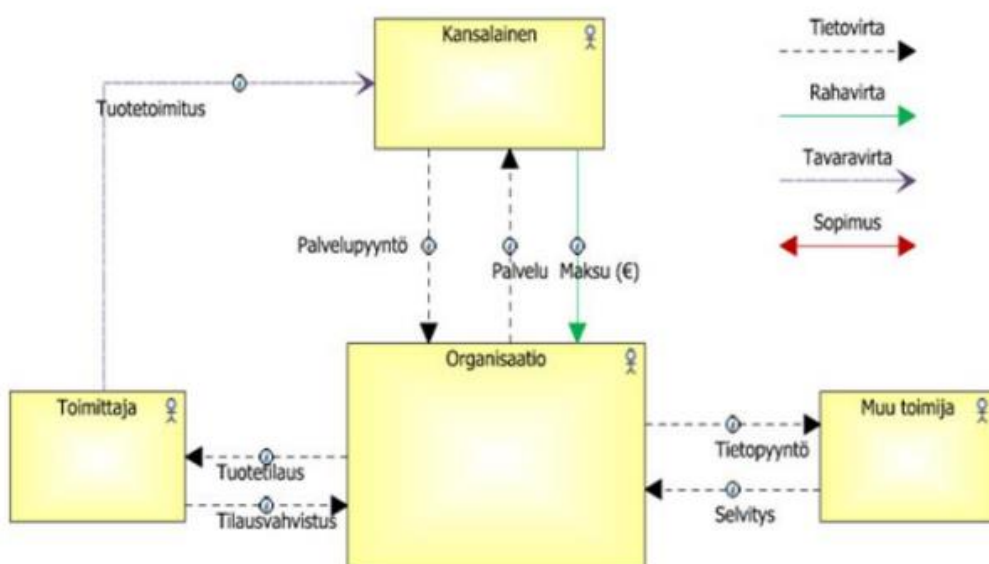 Kansalainen
Tietovirta
Tuotetoimitus
Rahavirta
Tavaravirta
Sopimus
Palvelupyyntö
Palvelu
Maksu (€)
Organisaatio
Toimittaja
Muu toimija
Tuotetilaus
Tietopyyntö
Tilausvahvistus
Selvitys